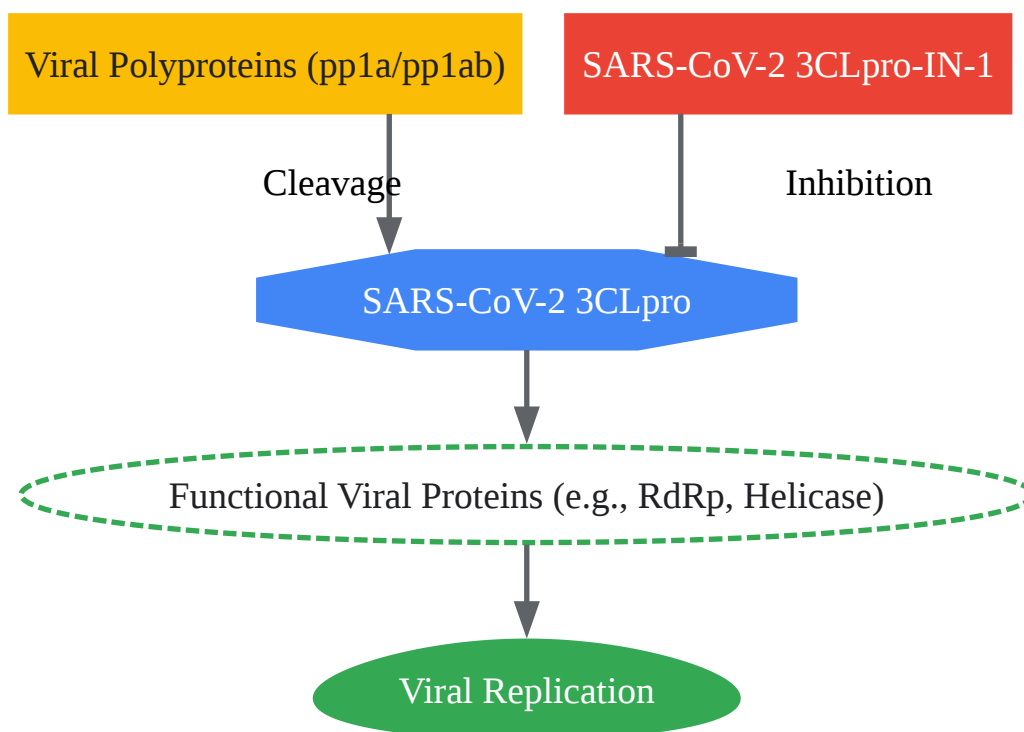 Viral Polyproteins (pp1a/pp1ab)
SARS-CoV-2 3CLpro-IN-1
Cleavage
Inhibition
SARS-CoV-2 3CLpro
Functional Viral Proteins (e.g., RdRp, Helicase)
Viral Replication